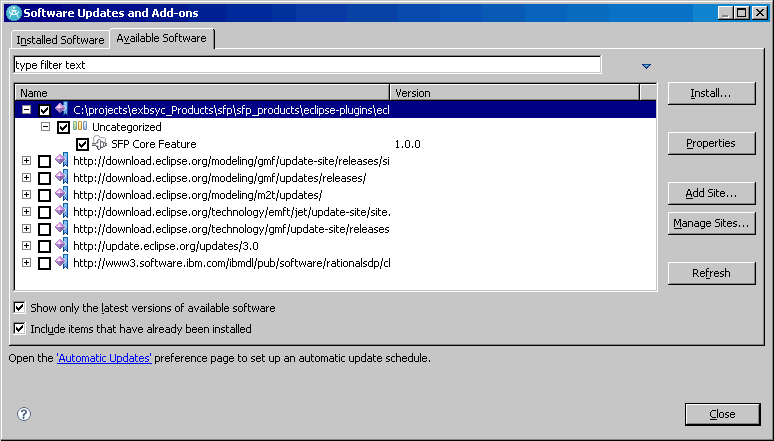 Software Updates and Add-ons
Installed Software
Available Software
type filter text
Name
Version
Install...
C:\projects\exbsyc_Products\sfp\sfp_products\eclipse-plugins\ecl
Uncategorized
SFP Core Feature
1.0.0
Properties
http://download.eclipse.org/modeling/gmf/update-site/releases/si
http://download.eclipse.org/modeling/gmf/updates/releases/
http://download.eclipse.org/modeling/m2t/updates/
Add Site...
http://download.eclipse.org/technology/emft/jet/update-site/site.
http://download.eclipse.org/technology/gmf/update-site/releases
Manage Sites...
http://update.eclipse.org/updates/3.0
http://www3.software.ibm.com/ibmdl/pub/software/rationalsdp/cl
Refresh
Show only the latest versions of available software
Include items that have already been installed
Open the 'Automatic Updates' preference page to set up an automatic update schedule.
?
Close